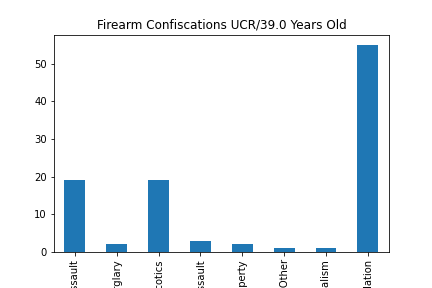 Firearm Confiscations UCR/39.0 Years Old
50
40
30
20
10
0
ssault
rglary
cotics
ssault
perty
Other
alism
lation